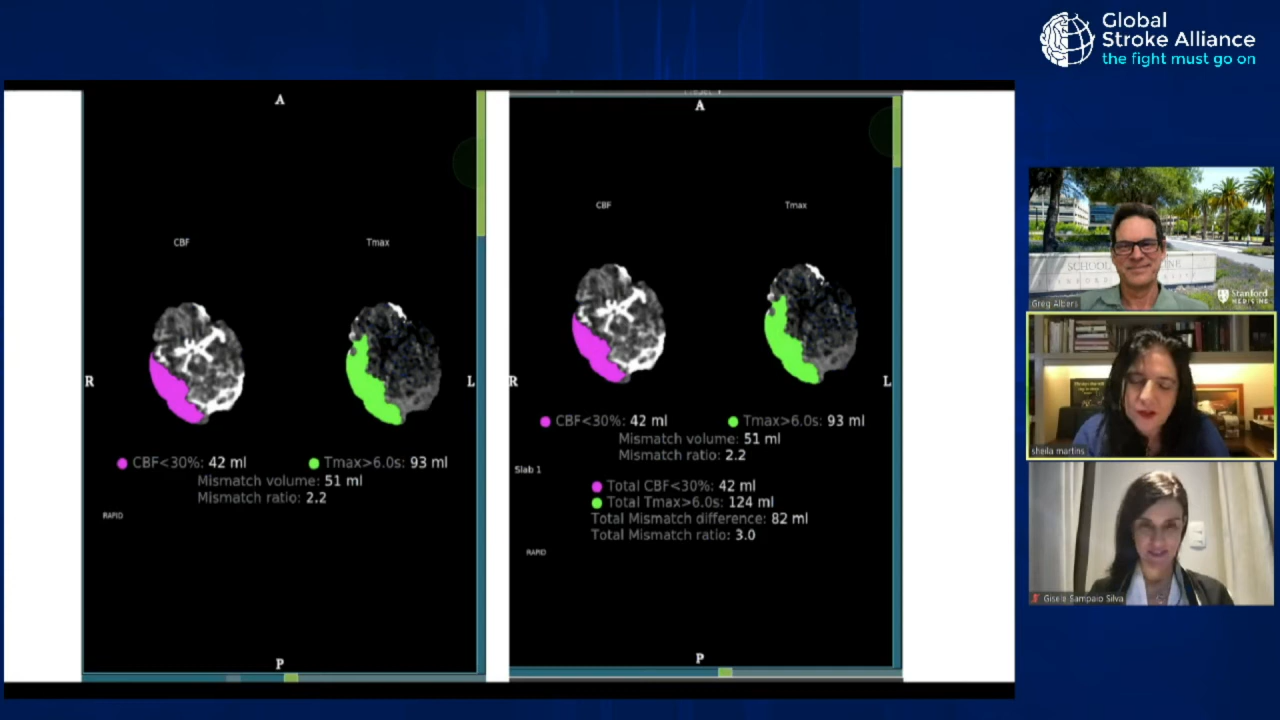 Global
Stroke Alliance
the fight must go on
A
CBF
Tmax
R
L
CBF<30%: 42 ml
Tmax>6.0s: 93 ml
Mismatch volume: 51 ml
Mismatch ratio: 2.2
RAPID
P
A
CBF
Tmax
R
L
CBF<30%: 42 ml
Tmax>6.0s: 93 ml
Mismatch volume: 51 ml
Mismatch ratio: 2.2
Slab 1
Total CBF<30%: 42 ml
Total Tmax>6.0s: 124 ml
Total Mismatch difference: 82 ml
Total Mismatch ratio: 3.0
RAPID
P
Greg Albers
Stanford
MEDICINE
sheila martins
Gisele Sampaio Silva